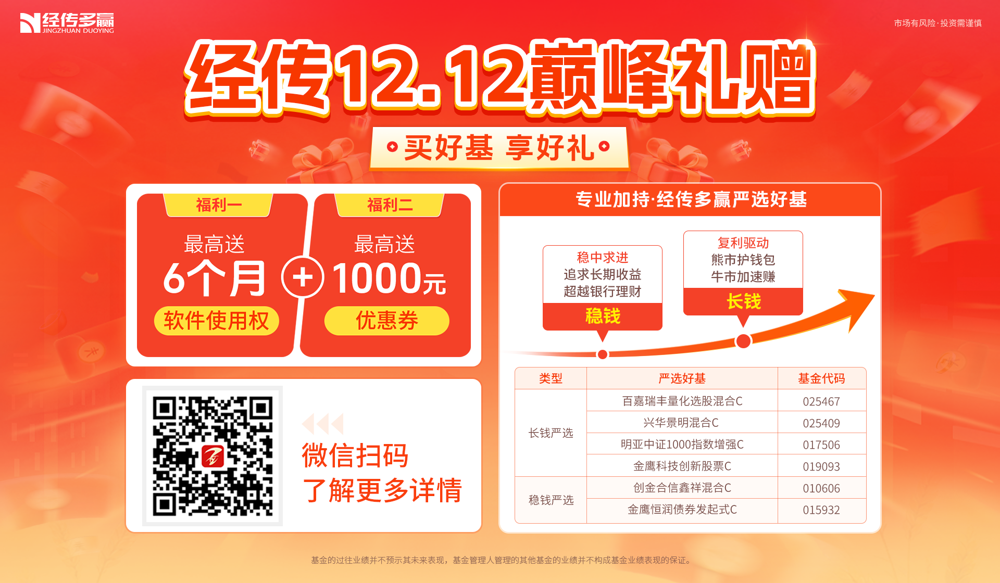 经传多赢
JINGZHUAN DUOYING
市场有风险·投资需谨慎
经传12.12巅峰礼赠
买好基 享好礼
福利一
最高送
6个月
软件使用权
福利二
最高送
1000元
优惠券
微信扫码
了解更多详情
专业加持·经传多赢严选好基
稳中求进
追求长期收益
超越银行理财
稳钱
复利驱动
熊市护钱包
牛市加速赚
长钱
类型 严选好基 基金代码
长钱严选
百嘉瑞丰量化选股混合C 025467
兴华景明混合C 025409
明亚中证1000指数增强C 017506
金鹰科技创新股票C 019093
稳钱严选
创金合信鑫祥混合C 010606
金鹰恒润债券发起式C 015932
基金的过往业绩并不预示其未来表现，基金管理人管理的其他基金的业绩并不构成基金业绩表现的保证。